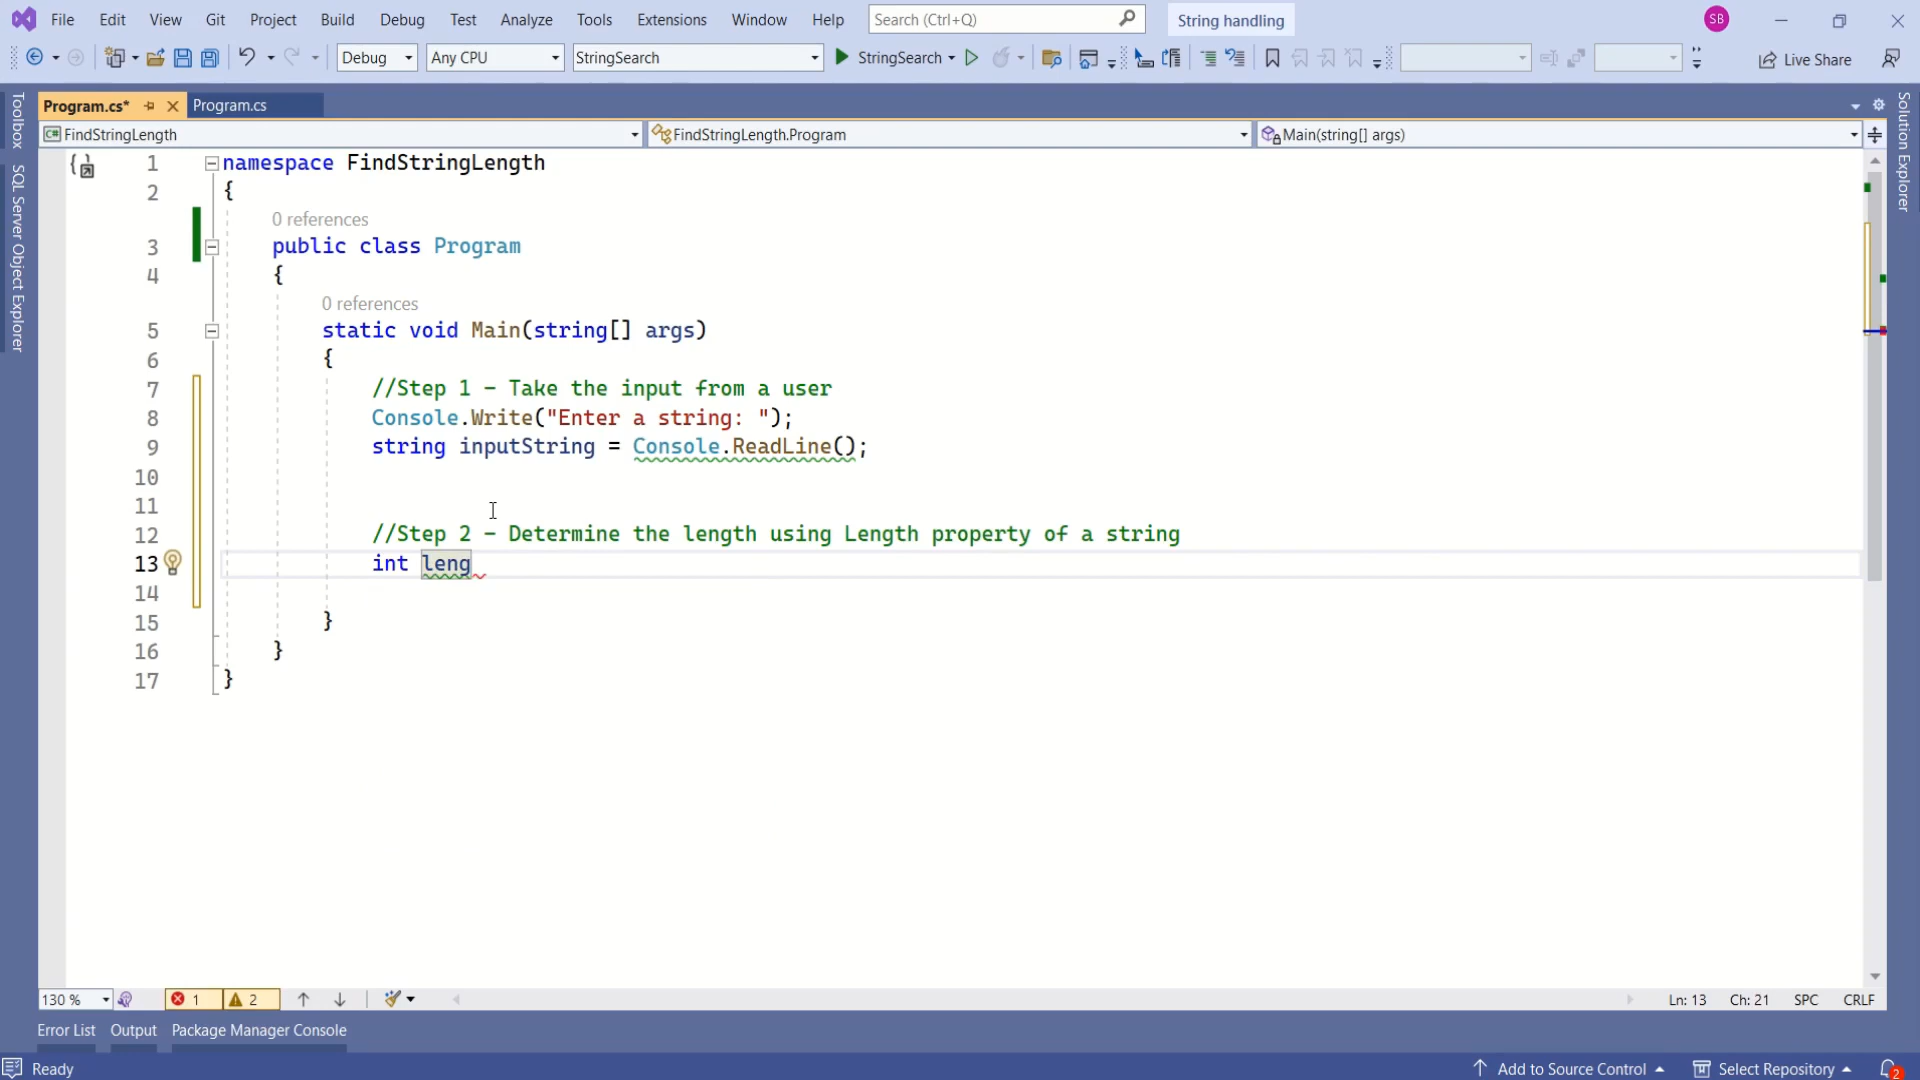 File Edit View Git Project Build Debug Test Analyze Tools Extensions Window Help Search (Ctrl+Q) String handling SB
Debug Any CPU StringSearch StringSearch Live Share
Program.cs* Program.cs
FindStringLength FindStringLength.Program Main(string[] args)
Toolbox
SQL Server Object Explorer
Solution Explorer
1 namespace FindStringLength
2 {
0 references
3 public class Program
4 {
0 references
5 static void Main(string[] args)
6 {
7 //Step 1 - Take the input from a user
8 Console.Write("Enter a string: ");
9 string inputString = Console.ReadLine();
10
11
12 //Step 2 - Determine the length using Length property of a string
13 int leng
14
15 }
16 }
17 }
130 % 1 2 Ln: 13 Ch: 21 SPC CRLF
Error List Output Package Manager Console
Ready Add to Source Control Select Repository 2